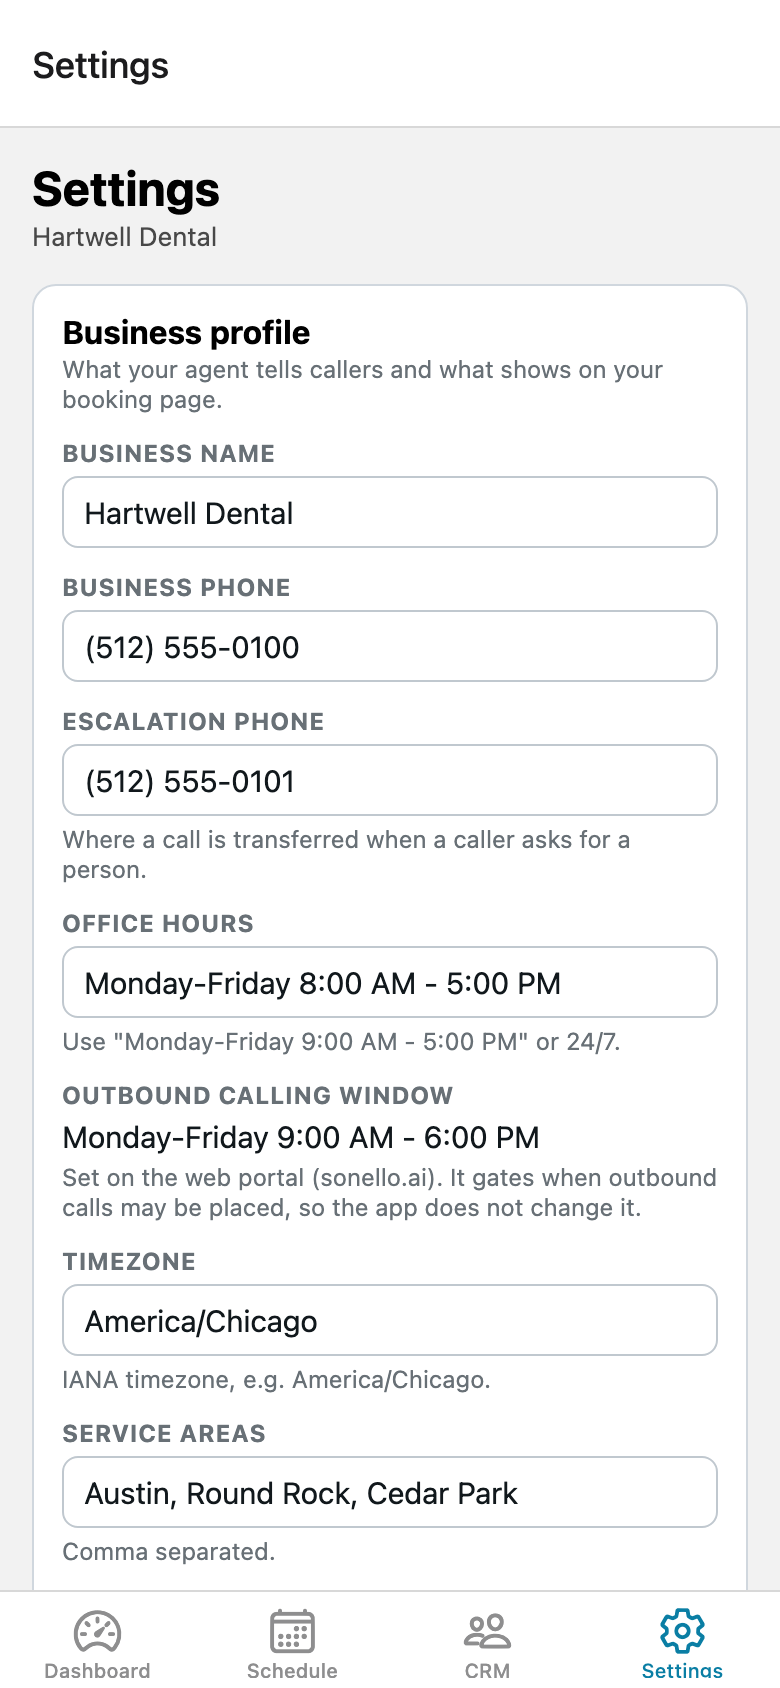 Settings
Settings
Hartwell Dental
Business profile
What your agent tells callers and what shows on your
booking page.
BUSINESS NAME
Hartwell Dental
BUSINESS PHONE
(512) 555-0100
ESCALATION PHONE
(512) 555-0101
Where a call is transferred when a caller asks for a
person.
OFFICE HOURS
Monday-Friday 8:00 AM - 5:00 PM
Use "Monday-Friday 9:00 AM - 5:00 PM" or 24/7.
OUTBOUND CALLING WINDOW
Monday-Friday 9:00 AM - 6:00 PM
Set on the web portal (sonello.ai). It gates when outbound
calls may be placed, so the app does not change it.
TIMEZONE
America/Chicago
IANA timezone, e.g. America/Chicago.
SERVICE AREAS
Austin, Round Rock, Cedar Park
Comma separated.
Dashboard
Schedule
CRM
Settings